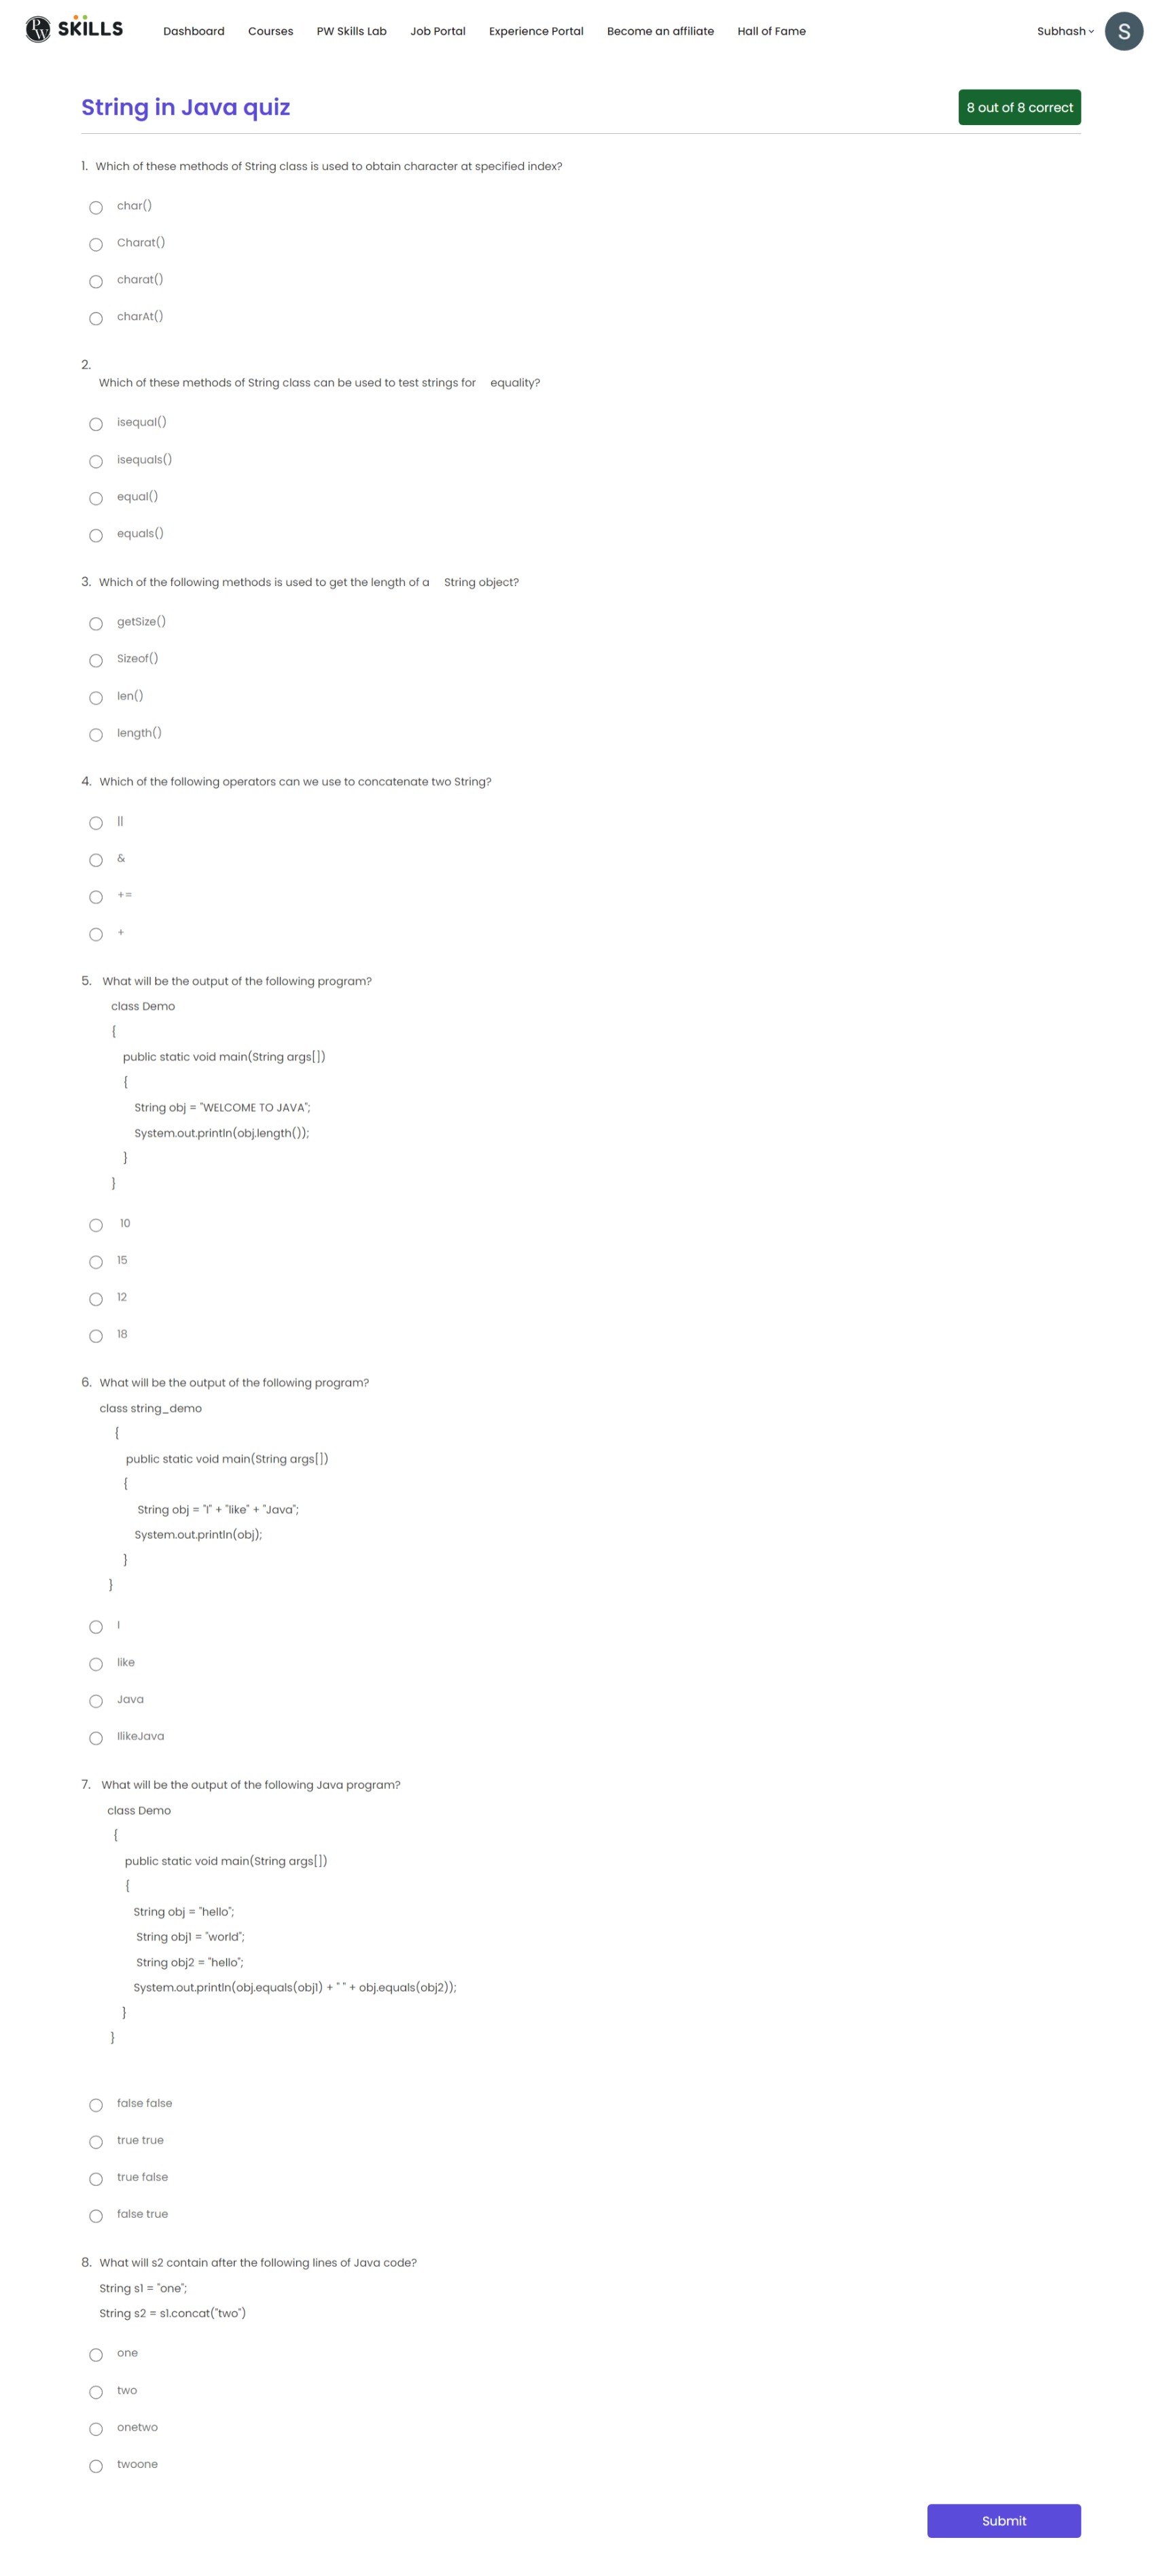 PW SKILLS
Dashboard Courses PW Skills Lab Job Portal Experience Portal Become an affiliate Hall of Fame Subhash S
String in Java quiz 8 out of 8 correct
1. Which of these methods of String class is used to obtain character at specified index?
char()
Charat()
charat()
charAt()
2.
Which of these methods of String class can be used to test strings for equality?
isequal()
isequals()
equal()
equals()
3. Which of the following methods is used to get the length of a String object?
getSize()
Sizeof()
len()
length()
4. Which of the following operators can we use to concatenate two String?
||
&
+=
+
5. What will be the output of the following program?
class Demo
{
public static void main(String args[])
{
String obj = "WELCOME TO JAVA";
System.out.println(obj.length());
}
}
10
15
12
18
6. What will be the output of the following program?
class string_demo
{
public static void main(String args[])
{
String obj = "I" + "like" + "Java";
System.out.println(obj);
}
}
I
like
Java
IlikeJava
7. What will be the output of the following Java program?
class Demo
{
public static void main(String args[])
{
String obj = "hello";
String obj1 = "world";
String obj2 = "hello";
System.out.println(obj.equals(obj1) + " " + obj.equals(obj2));
}
}
false false
true true
true false
false true
8. What will s2 contain after the following lines of Java code?
String s1 = "one";
String s2 = s1.concat("two")
one
two
onetwo
twoone
Submit